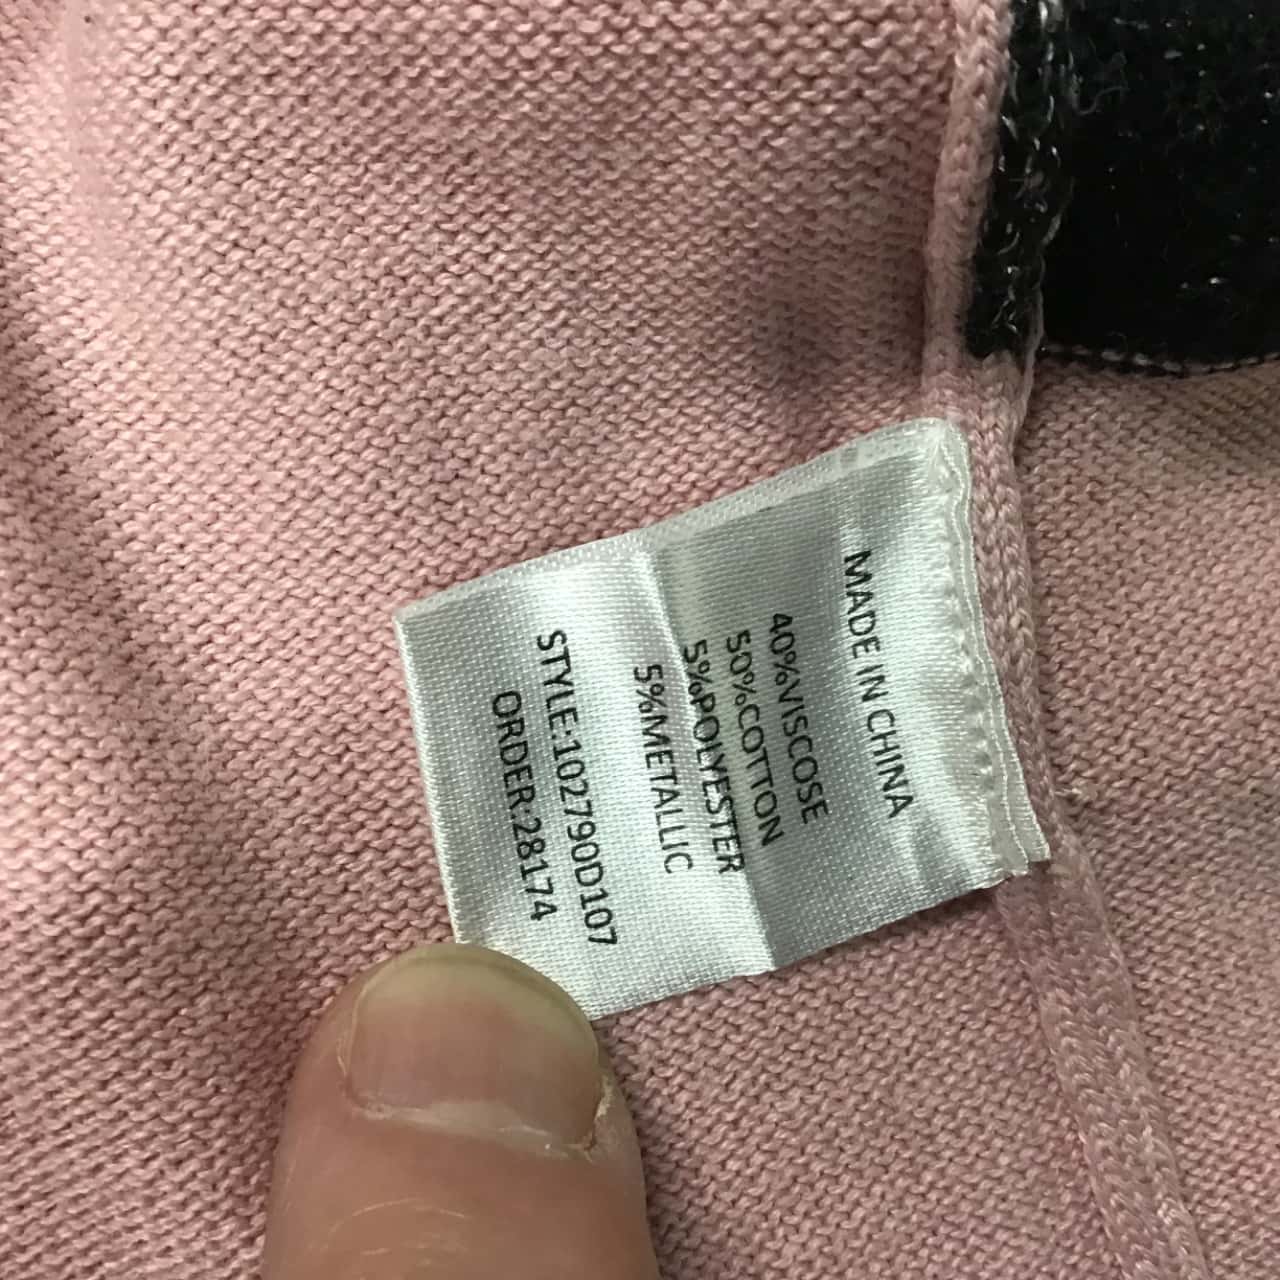 MADE IN CHINA
40%VISCOSE
50%COTTON
5%POLYESTER
5%METALLIC
STYLE:102790D107
ORDER:28174